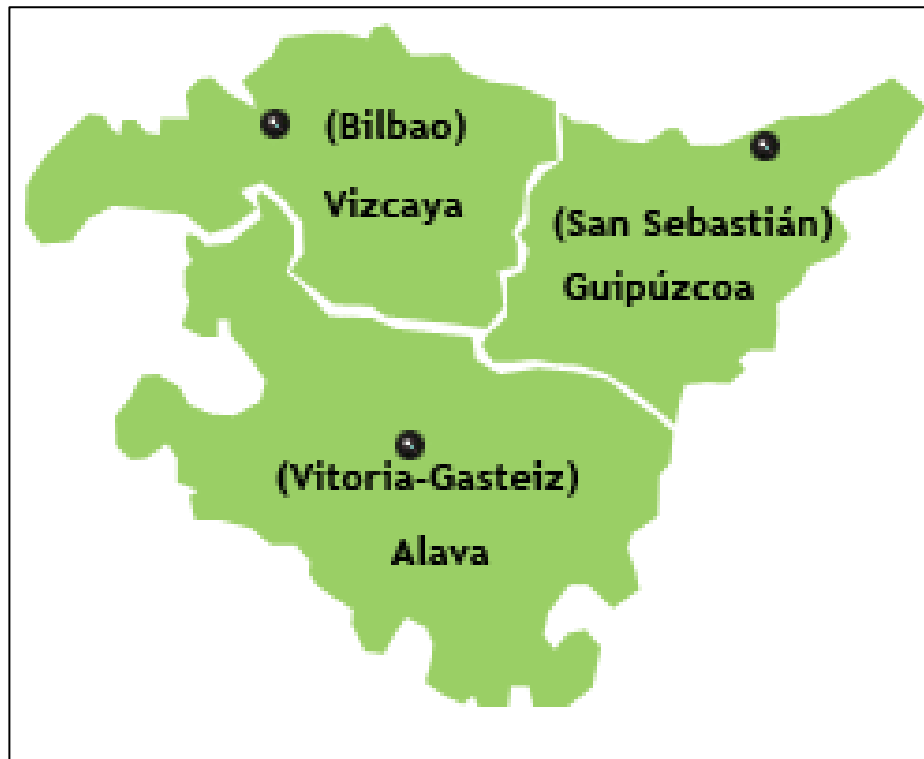 (Bilbao)
Vizcaya
(San Sebastián)
Guipúzcoa
(Vitoria-Gasteiz)
Alava